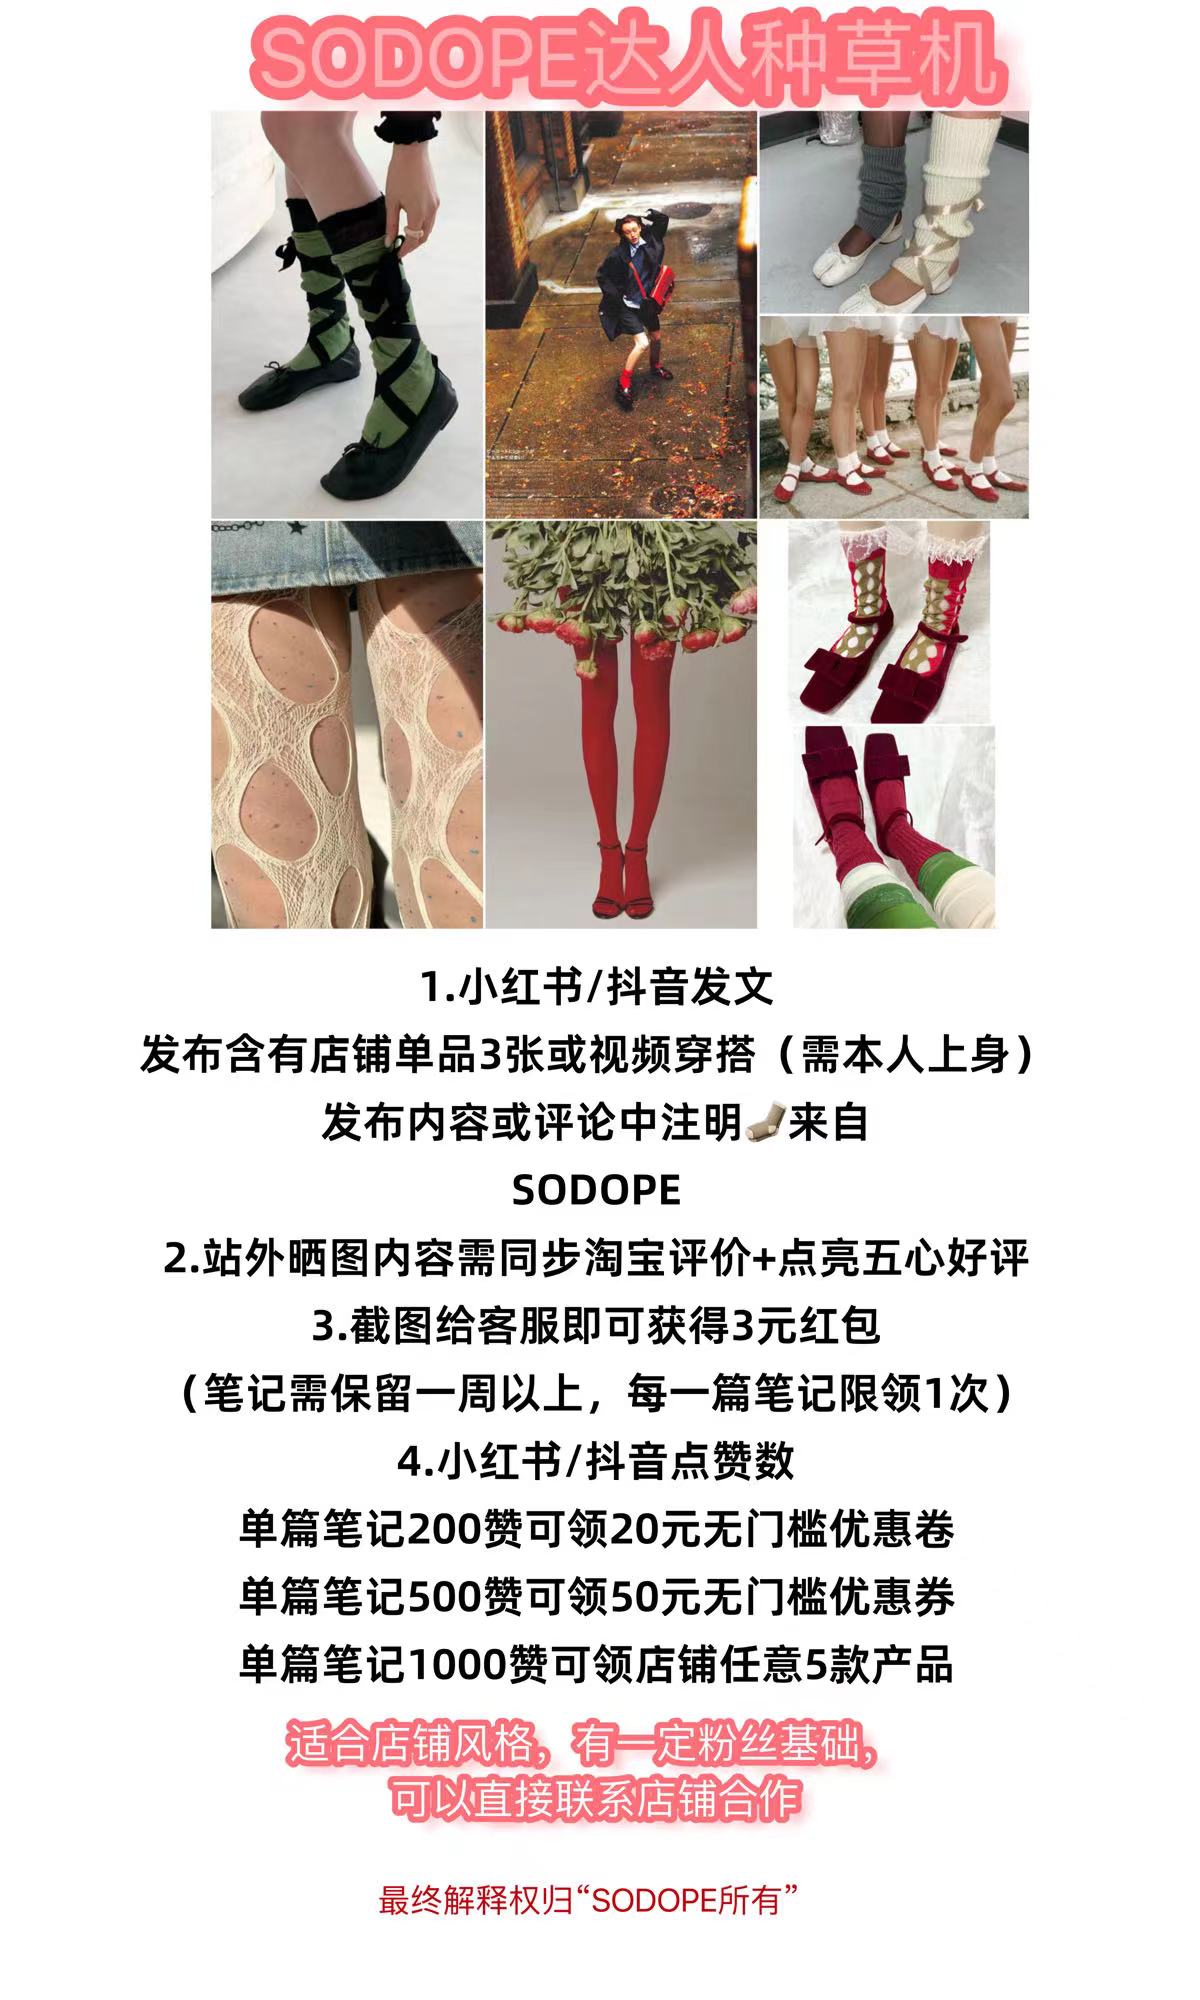 SODOPE达人种草机
1.小红书/抖音发文
发布含有店铺单品3张或视频穿搭（需本人上身）
发布内容或评论中注明🧦来自
SODOPE
2.站外晒图内容需同步淘宝评价+点亮五心好评
3.截图给客服即可获得3元红包
（笔记需保留一周以上，每一篇笔记限领1次）
4.小红书/抖音点赞数
单篇笔记200赞可领20元无门槛优惠卷
单篇笔记500赞可领50元无门槛优惠券
单篇笔记1000赞可领店铺任意5款产品
适合店铺风格，有一定粉丝基础，
可以直接联系店铺合作
最终解释权归“SODOPE所有”